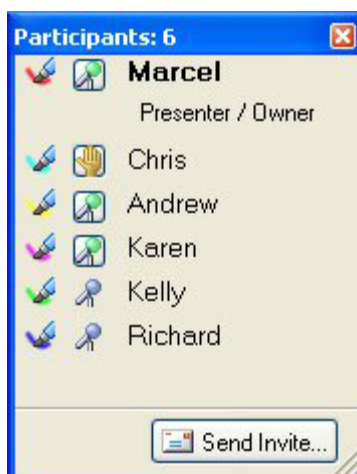 Participants: 6
Marcel
Presenter / Owner
Chris
Andrew
Karen
Kelly
Richard
Send Invite...